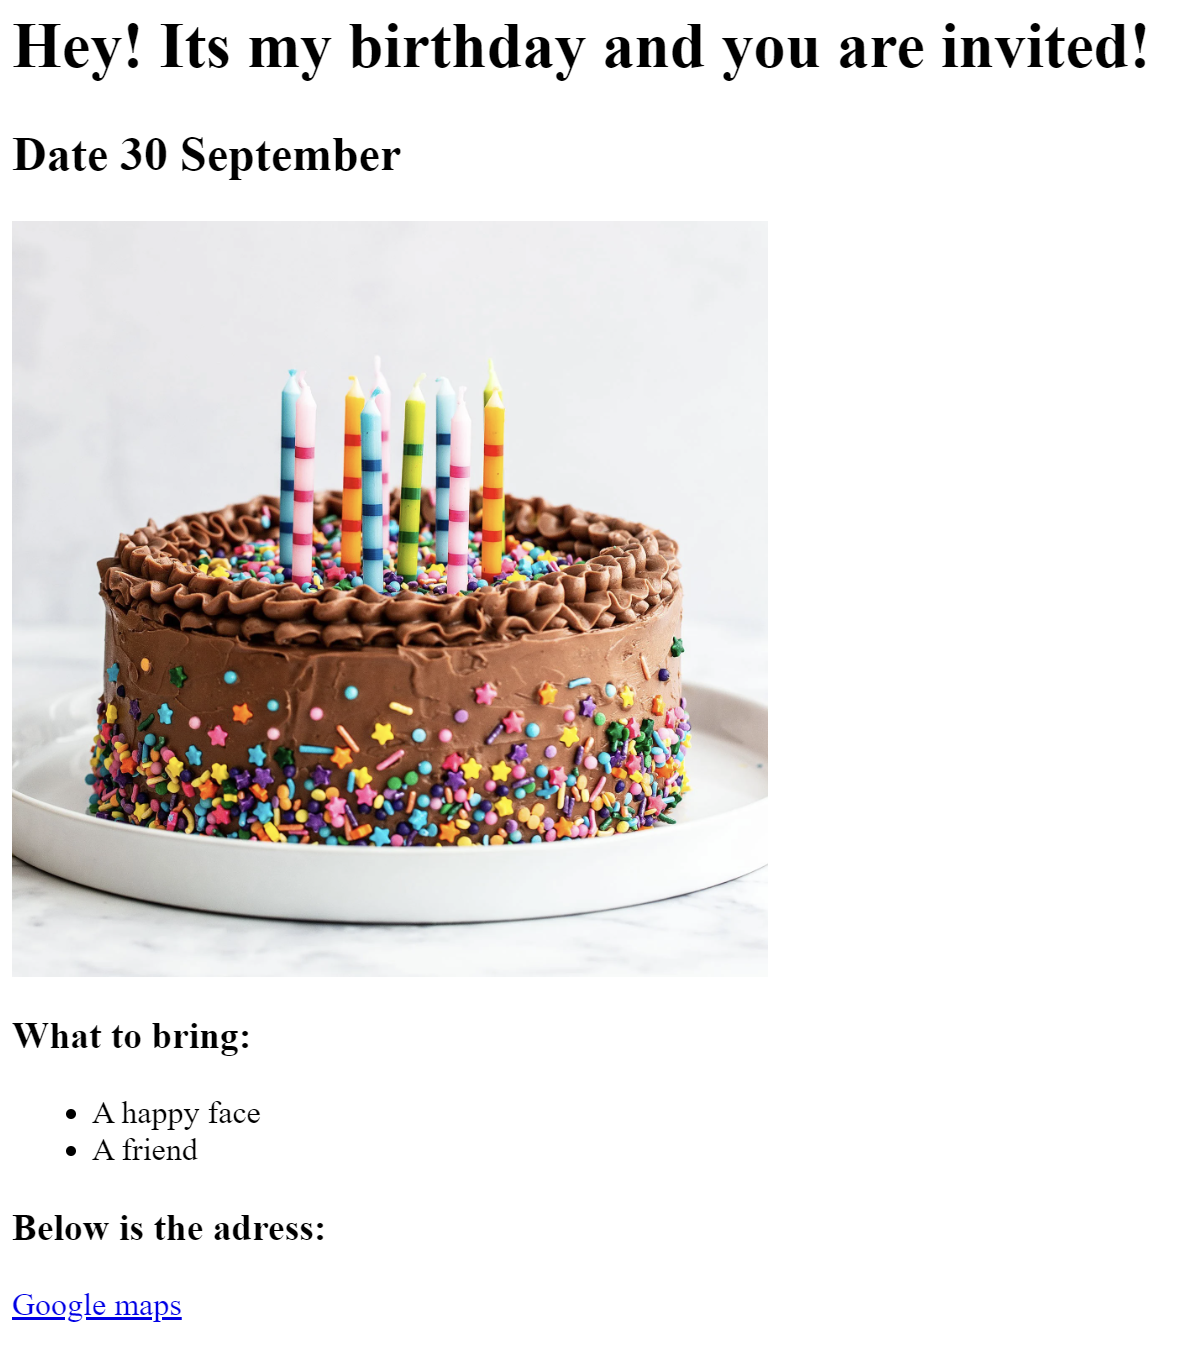 Hey! Its my birthday and you are invited!
Date 30 September
What to bring:
A happy face
A friend
Below is the adress:
Google maps